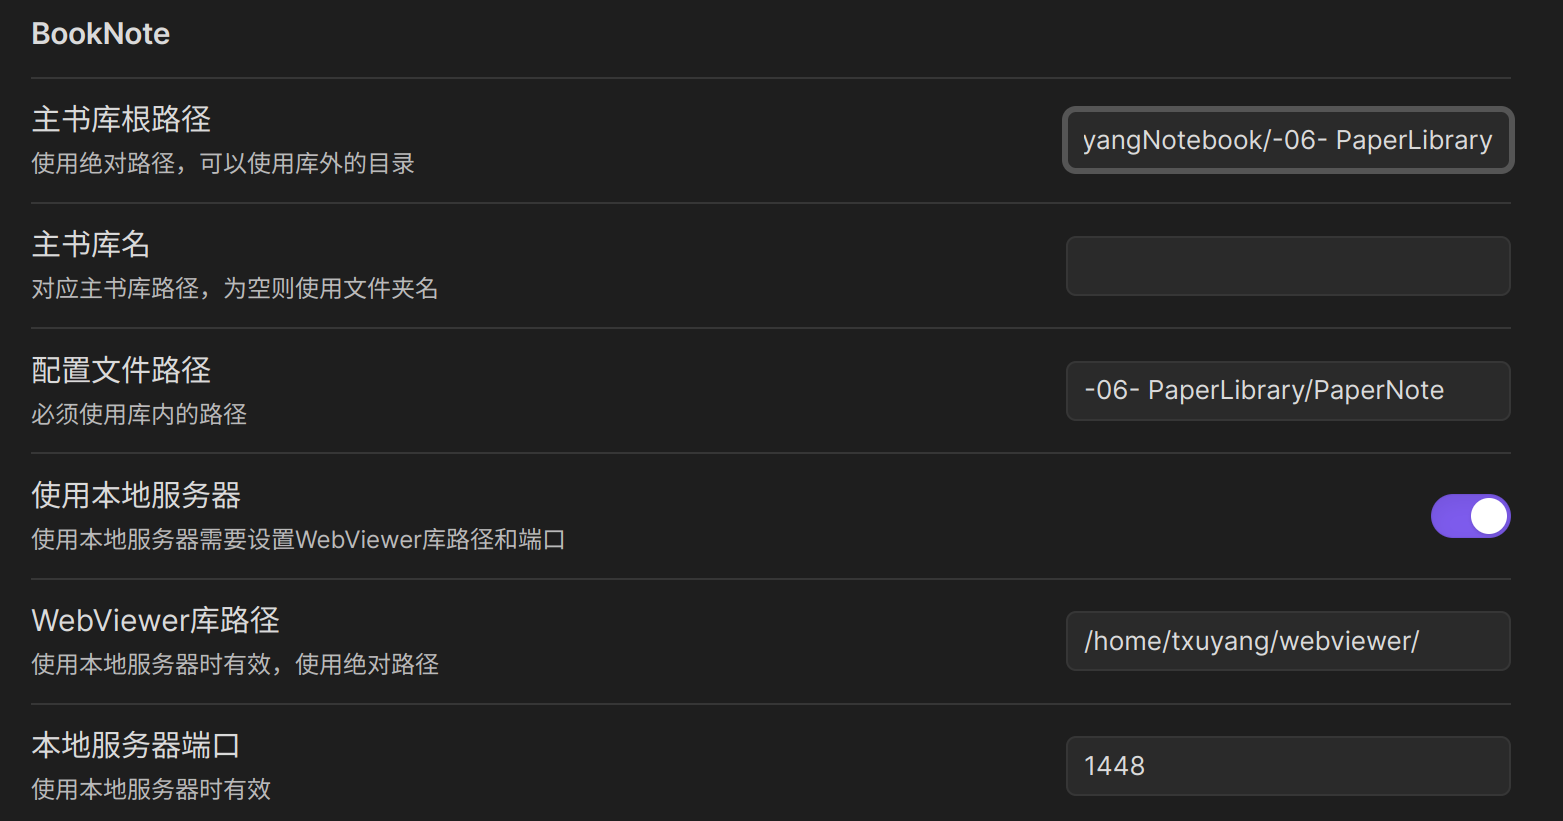 BookNote
主书库根路径
使用绝对路径，可以使用库外的目录
yangNotebook/-06- PaperLibrary
主书库名
对应主书库路径，为空则使用文件夹名
配置文件路径
必须使用库内的路径
-06- PaperLibrary/PaperNote
使用本地服务器
使用本地服务器需要设置WebViewer库路径和端口
WebViewer库路径
使用本地服务器时有效，使用绝对路径
/home/txuyang/webviewer/
本地服务器端口
使用本地服务器时有效
1448